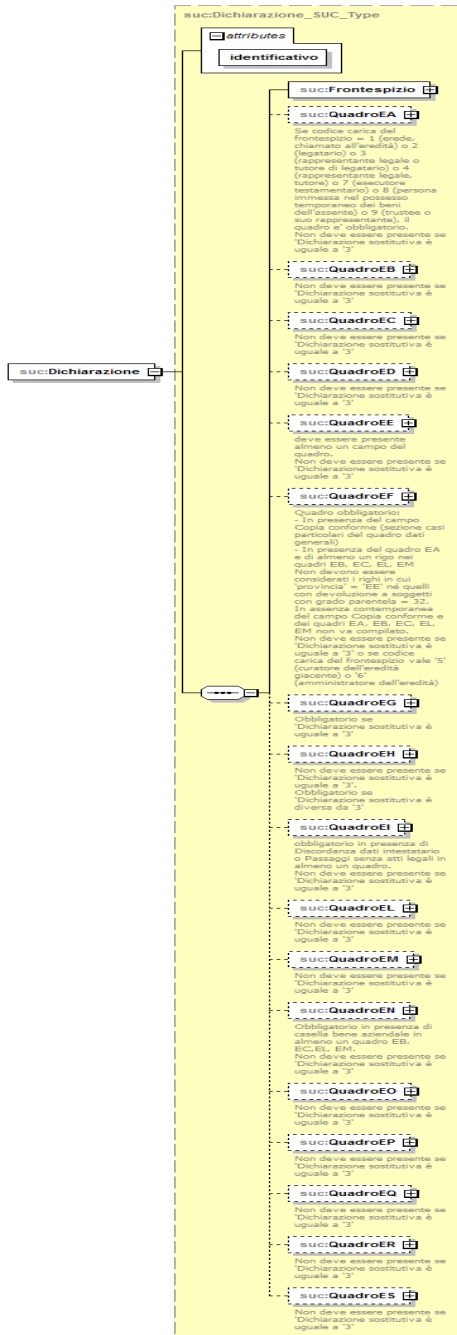 suc:Dichiarazione_SUC_Type
attributes
identificativo
suc:Frontespizio
suc:QuadroEA
Se codice carica del
frontespizio = 1 (erede,
chiamato all'eredità) o 2
(legatario) o 3
(rappresentante legale o
tutore di legatario) o 4
(rappresentante legale,
tutore) o 7 (esecutore
testamentario) o 8 (persona
immessa nel possesso
temporaneo dei beni
dell'assente) o 9 (trustee o
suo rappresentante), il
quadro e' obbligatorio.
Non deve essere presente se
'Dichiarazione sostitutiva è
uguale a '3'
suc:QuadroEB
Non deve essere presente se
'Dichiarazione sostitutiva è
uguale a '3'
suc:QuadroEC
Non deve essere presente se
'Dichiarazione sostitutiva è
uguale a '3'
suc:Dichiarazione
suc:QuadroED
Non deve essere presente se
'Dichiarazione sostitutiva è
uguale a '3'
suc:QuadroEE
deve essere presente
almeno un campo del
quadro.
Non deve essere presente se
'Dichiarazione sostitutiva è
uguale a '3'
suc:QuadroEF
Quadro obbligatorio:
- In presenza del campo
Copia conforme (sezione casi
particolari del quadro dati
generali)
- In presenza del quadro EA
e di almeno un rigo nei
quadri EB, EC, EL, EM
Non devono essere
considerati i righi in cui
'provincia' = 'EE' né quelli
con devoluzione a soggetti
con grado parentela = 32.
In assenza contemporanea
del campo Copia conforme e
dei quadri EA, EB, EC, EL,
EM non va compilato.
Non deve essere presente se
'Dichiarazione sostitutiva è
uguale a '3' o se codice
carica del frontespizio vale '5'
(curatore dell'eredità
giacente) o '6'
(amministratore dell'eredità)
suc:QuadroEG
Obbligatorio se
'Dichiarazione sostitutiva è
uguale a '3'
suc:QuadroEH
Non deve essere presente se
'Dichiarazione sostitutiva è
uguale a '3'.
Obbligatorio se
'Dichiarazione sostitutiva è
diversa da '3'
suc:QuadroEI
obbligatorio in presenza di
Discordanza dati intestatario
o Passaggi senza atti legali in
almeno un quadro.
Non deve essere presente se
'Dichiarazione sostitutiva è
uguale a '3'
suc:QuadroEL
Non deve essere presente se
'Dichiarazione sostitutiva è
uguale a '3'
suc:QuadroEM
Non deve essere presente se
'Dichiarazione sostitutiva è
uguale a '3'
suc:QuadroEN
Obbligatorio in presenza di
casella bene aziendale in
almeno un quadro EB,
EC,EL, EM.
Non deve essere presente se
'Dichiarazione sostitutiva è
uguale a '3'
suc:QuadroEO
Non deve essere presente se
'Dichiarazione sostitutiva è
uguale a '3'
suc:QuadroEP
Non deve essere presente se
'Dichiarazione sostitutiva è
uguale a '3'
suc:QuadroEQ
Non deve essere presente se
'Dichiarazione sostitutiva è
uguale a '3'
suc:QuadroER
Non deve essere presente se
'Dichiarazione sostitutiva è
uguale a '3'
suc:QuadroES
Non deve essere presente se
'Dichiarazione sostitutiva è
uguale a '3'